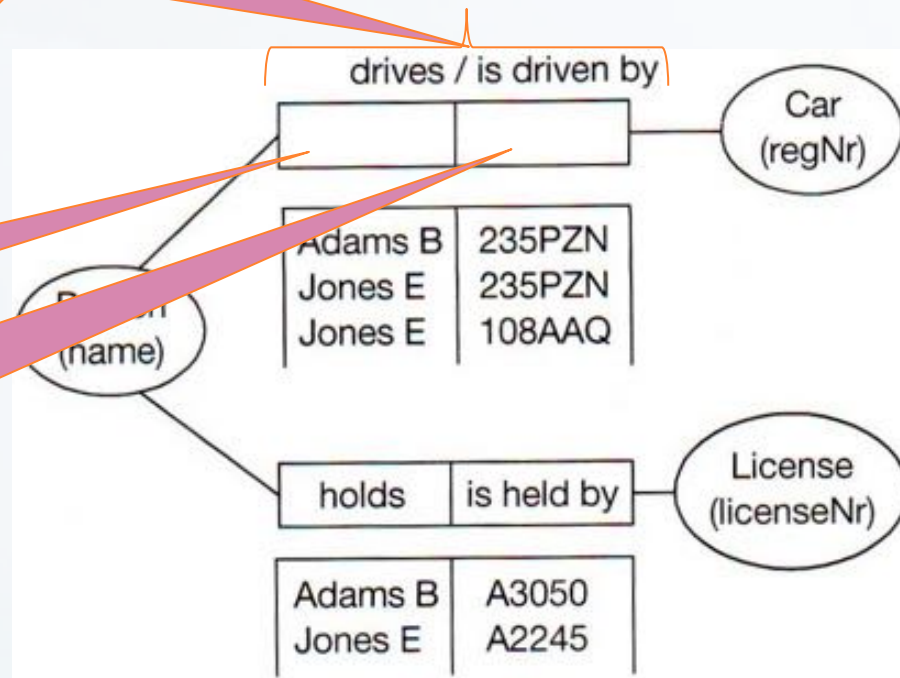 drives / is driven by
Car
(regNr)
Adams B 235PZN
Jones E 235PZN
Jones E 108AAQ
(name)
holds is held by
License
(licenseNr)
Adams B A3050
Jones E A2245